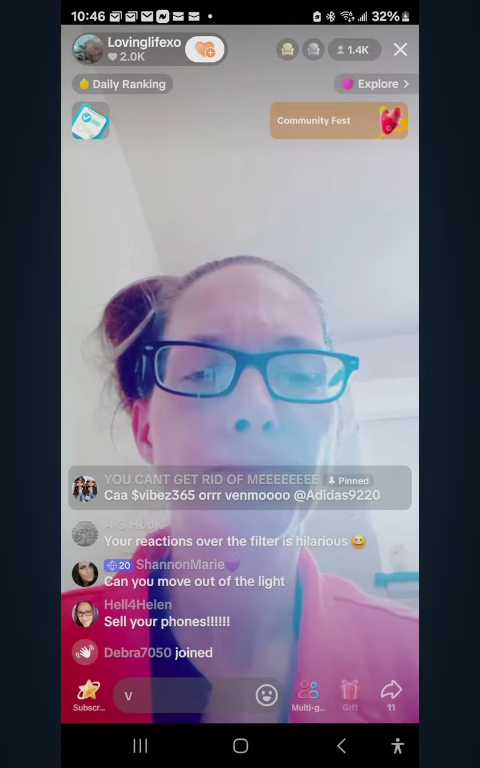 10:46
32%
Lovinglifexo
2.0K
1.4K
Daily Ranking
Explore >
Community Fest
YOU CANT GET RID OF MEEEEEEEE Pinned
Caa $vibez365 orrr venmoooo @Adidas9220
A G Hook
Your reactions over the filter is hilarious 😂
20 ShannonMarie💜
Can you move out of the light
Hell4Helen
Sell your phones!!!!!!
Debra7050 joined
V
Subscr...
Multi-g...
Gift
11